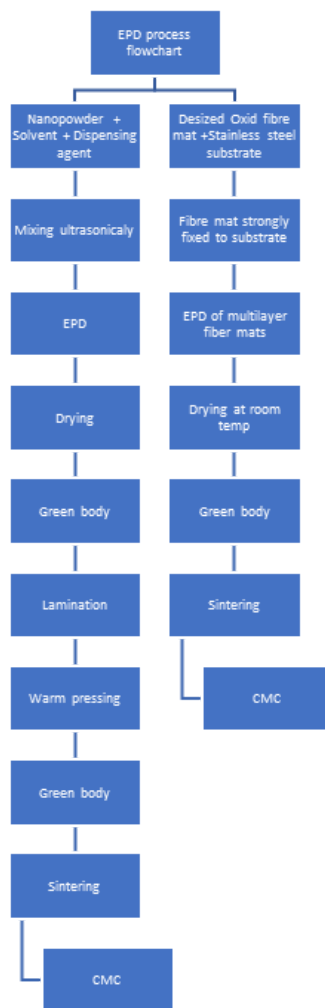 EPD process
flowchart
Nanopowder +
Solvent + Dispensing
agent
Mixing ultrasonicaly
EPD
Drying
Green body
Lamination
Warm pressing
Green body
Sintering
CMC
Desized Oxid fibre
mat +Stainless steel
substrate
Fibre mat strongly
fixed to substrate
EPD of multilayer
fiber mats
Drying at room
temp
Green body
Sintering
CMC